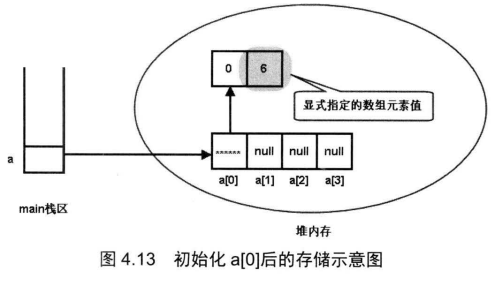 0 6
显式指定的数组元素值
a
****** null null null
a[0] a[1] a[2] a[3]
main栈区
堆内存
图 4.13 初始化 a[0]后的存储示意图